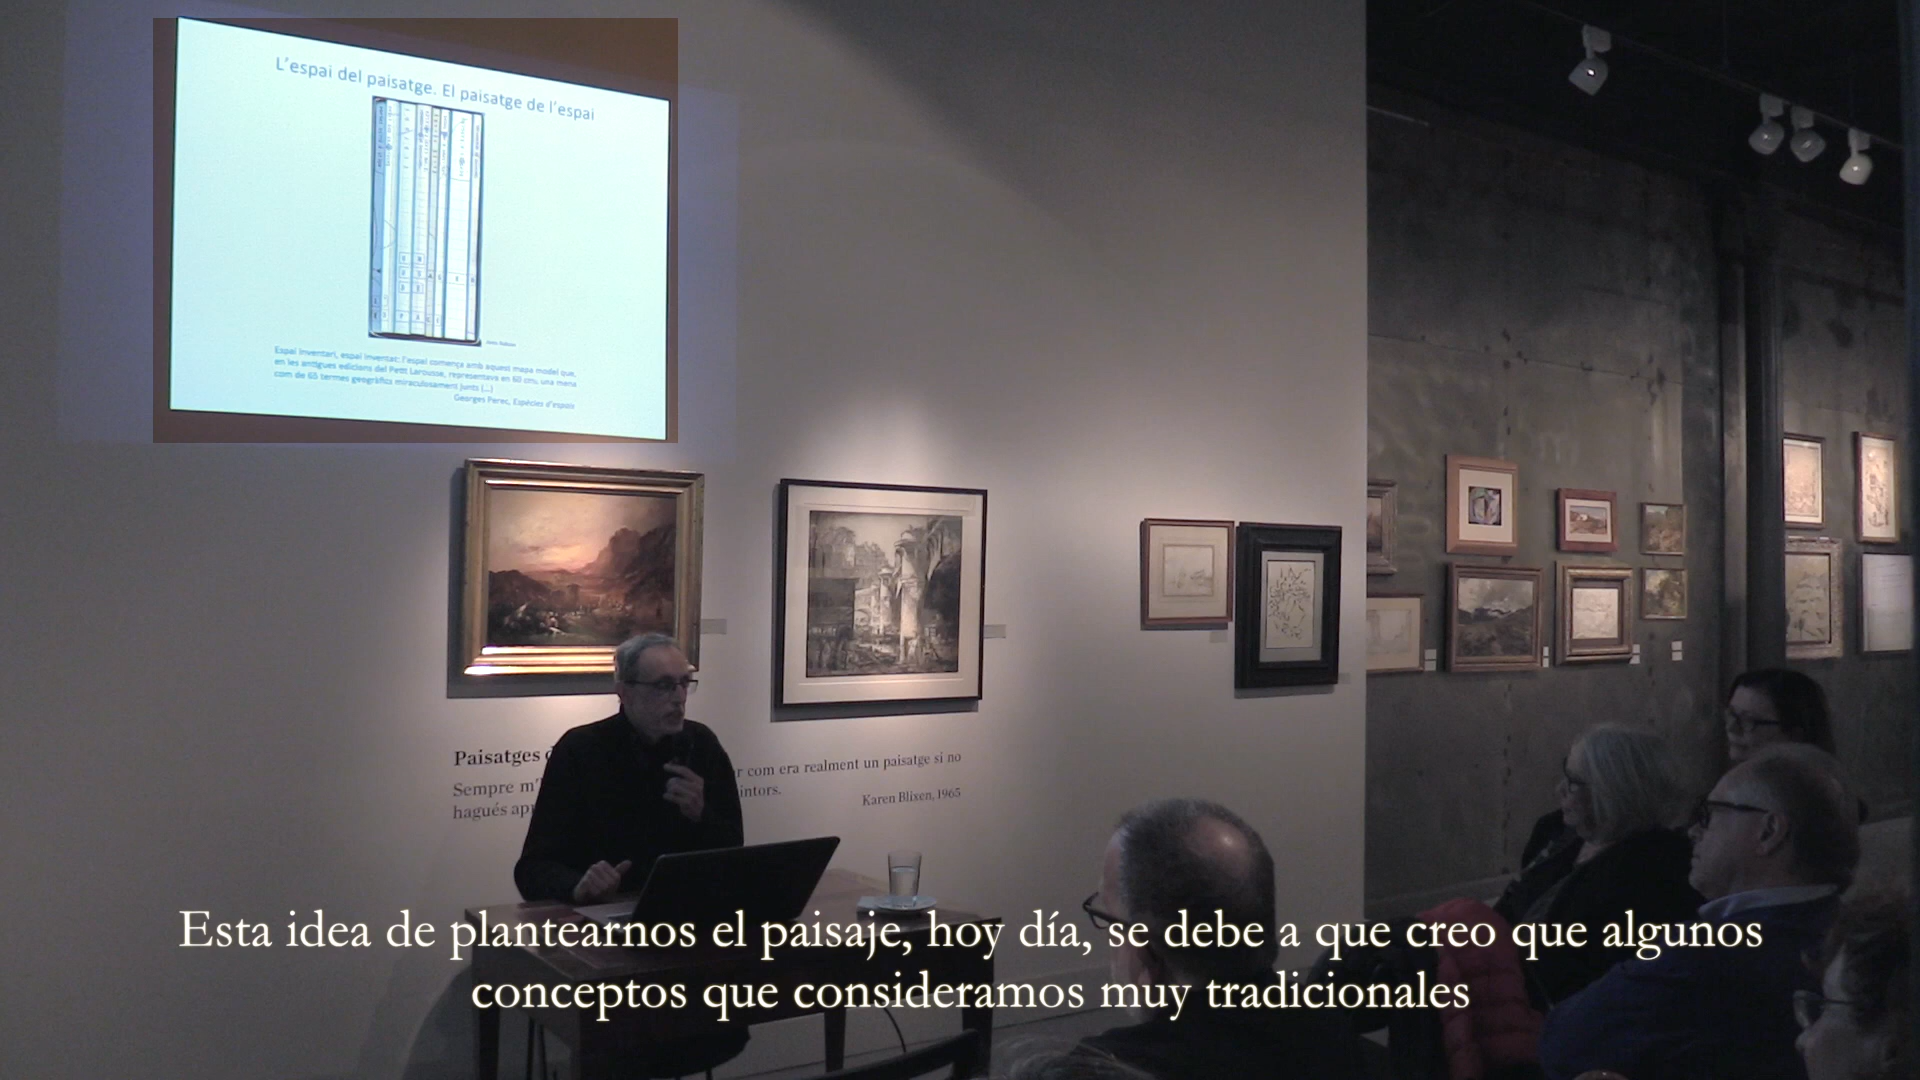 L'espai del paisatge. El paisatge de l'espai
Espai inventari, espai inventat: l'espai comença amb aquest mapa model que,
en les antigues edicions del Petit Larousse, representava en 60 cm, una mena
com de 65 termes geogràfics miraculosament junts (...)
Georges Perec, Espècies d'espais
Paisatges
Sempre m' r com era realment un paisatge si no
hagués ap intors.
Karen Blixen, 1965
Esta idea de plantearnos el paisaje, hoy día, se debe a que creo que algunos
conceptos que consideramos muy tradicionales